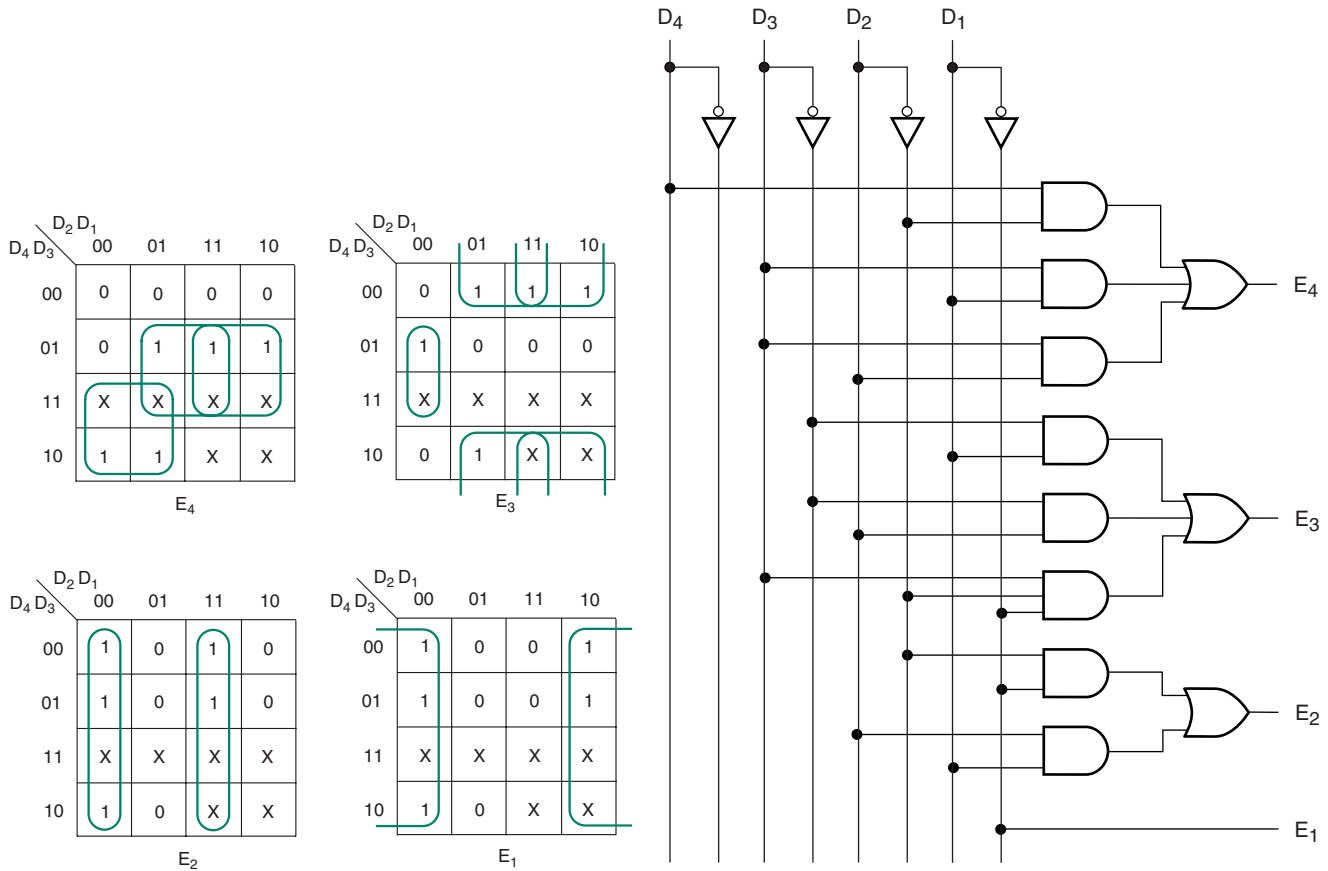 D4 D3 D2 D1
D2 D1
D4 D3 00 01 11 10
00 0 0 0 0
01 0 1 1 1
11 X X X X
10 1 1 X X
E4
D2 D1
D4 D3 00 01 11 10
00 0 1 1 1
01 1 0 0 0
11 X X X X
10 0 1 X X
E3
D2 D1
D4 D3 00 01 11 10
00 1 0 1 0
01 1 0 1 0
11 X X X X
10 1 0 X X
E2
D2 D1
D4 D3 00 01 11 10
00 1 0 0 1
01 1 0 0 1
11 X X X X
10 1 0 X X
E1
E4
E3
E2
E1